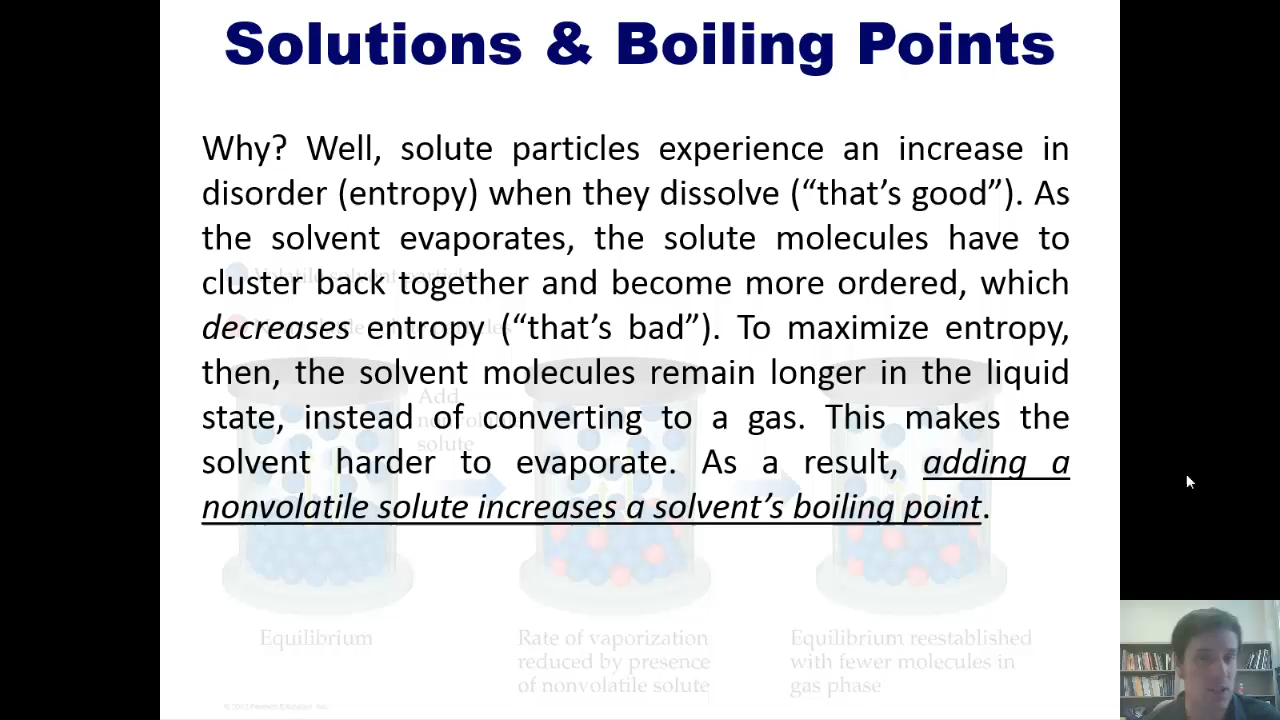 Solutions & Boiling Points
Why? Well, solute particles experience an increase in
disorder (entropy) when they dissolve (“that’s good”). As
the solvent evaporates, the solute molecules have to
cluster back together and become more ordered, which
decreases entropy (“that’s bad”). To maximize entropy,
then, the solvent molecules remain longer in the liquid
state, instead of converting to a gas. This makes the
solvent harder to evaporate. As a result, adding a
nonvolatile solute increases a solvent’s boiling point.
Add
solute
Equilibrium
Rate of vaporization
reduced by presence
of nonvolatile solute
Equilibrium reestablished
with fewer molecules in
gas phase